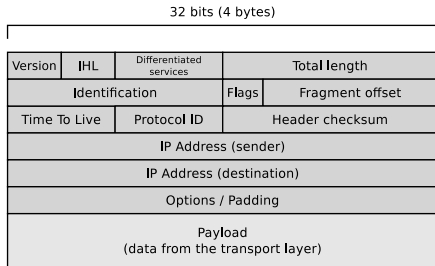 32 bits (4 bytes)
Version IHL Differentiated services Total length
Identification Flags Fragment offset
Time To Live Protocol ID Header checksum
IP Address (sender)
IP Address (destination)
Options / Padding
Payload
(data from the transport layer)